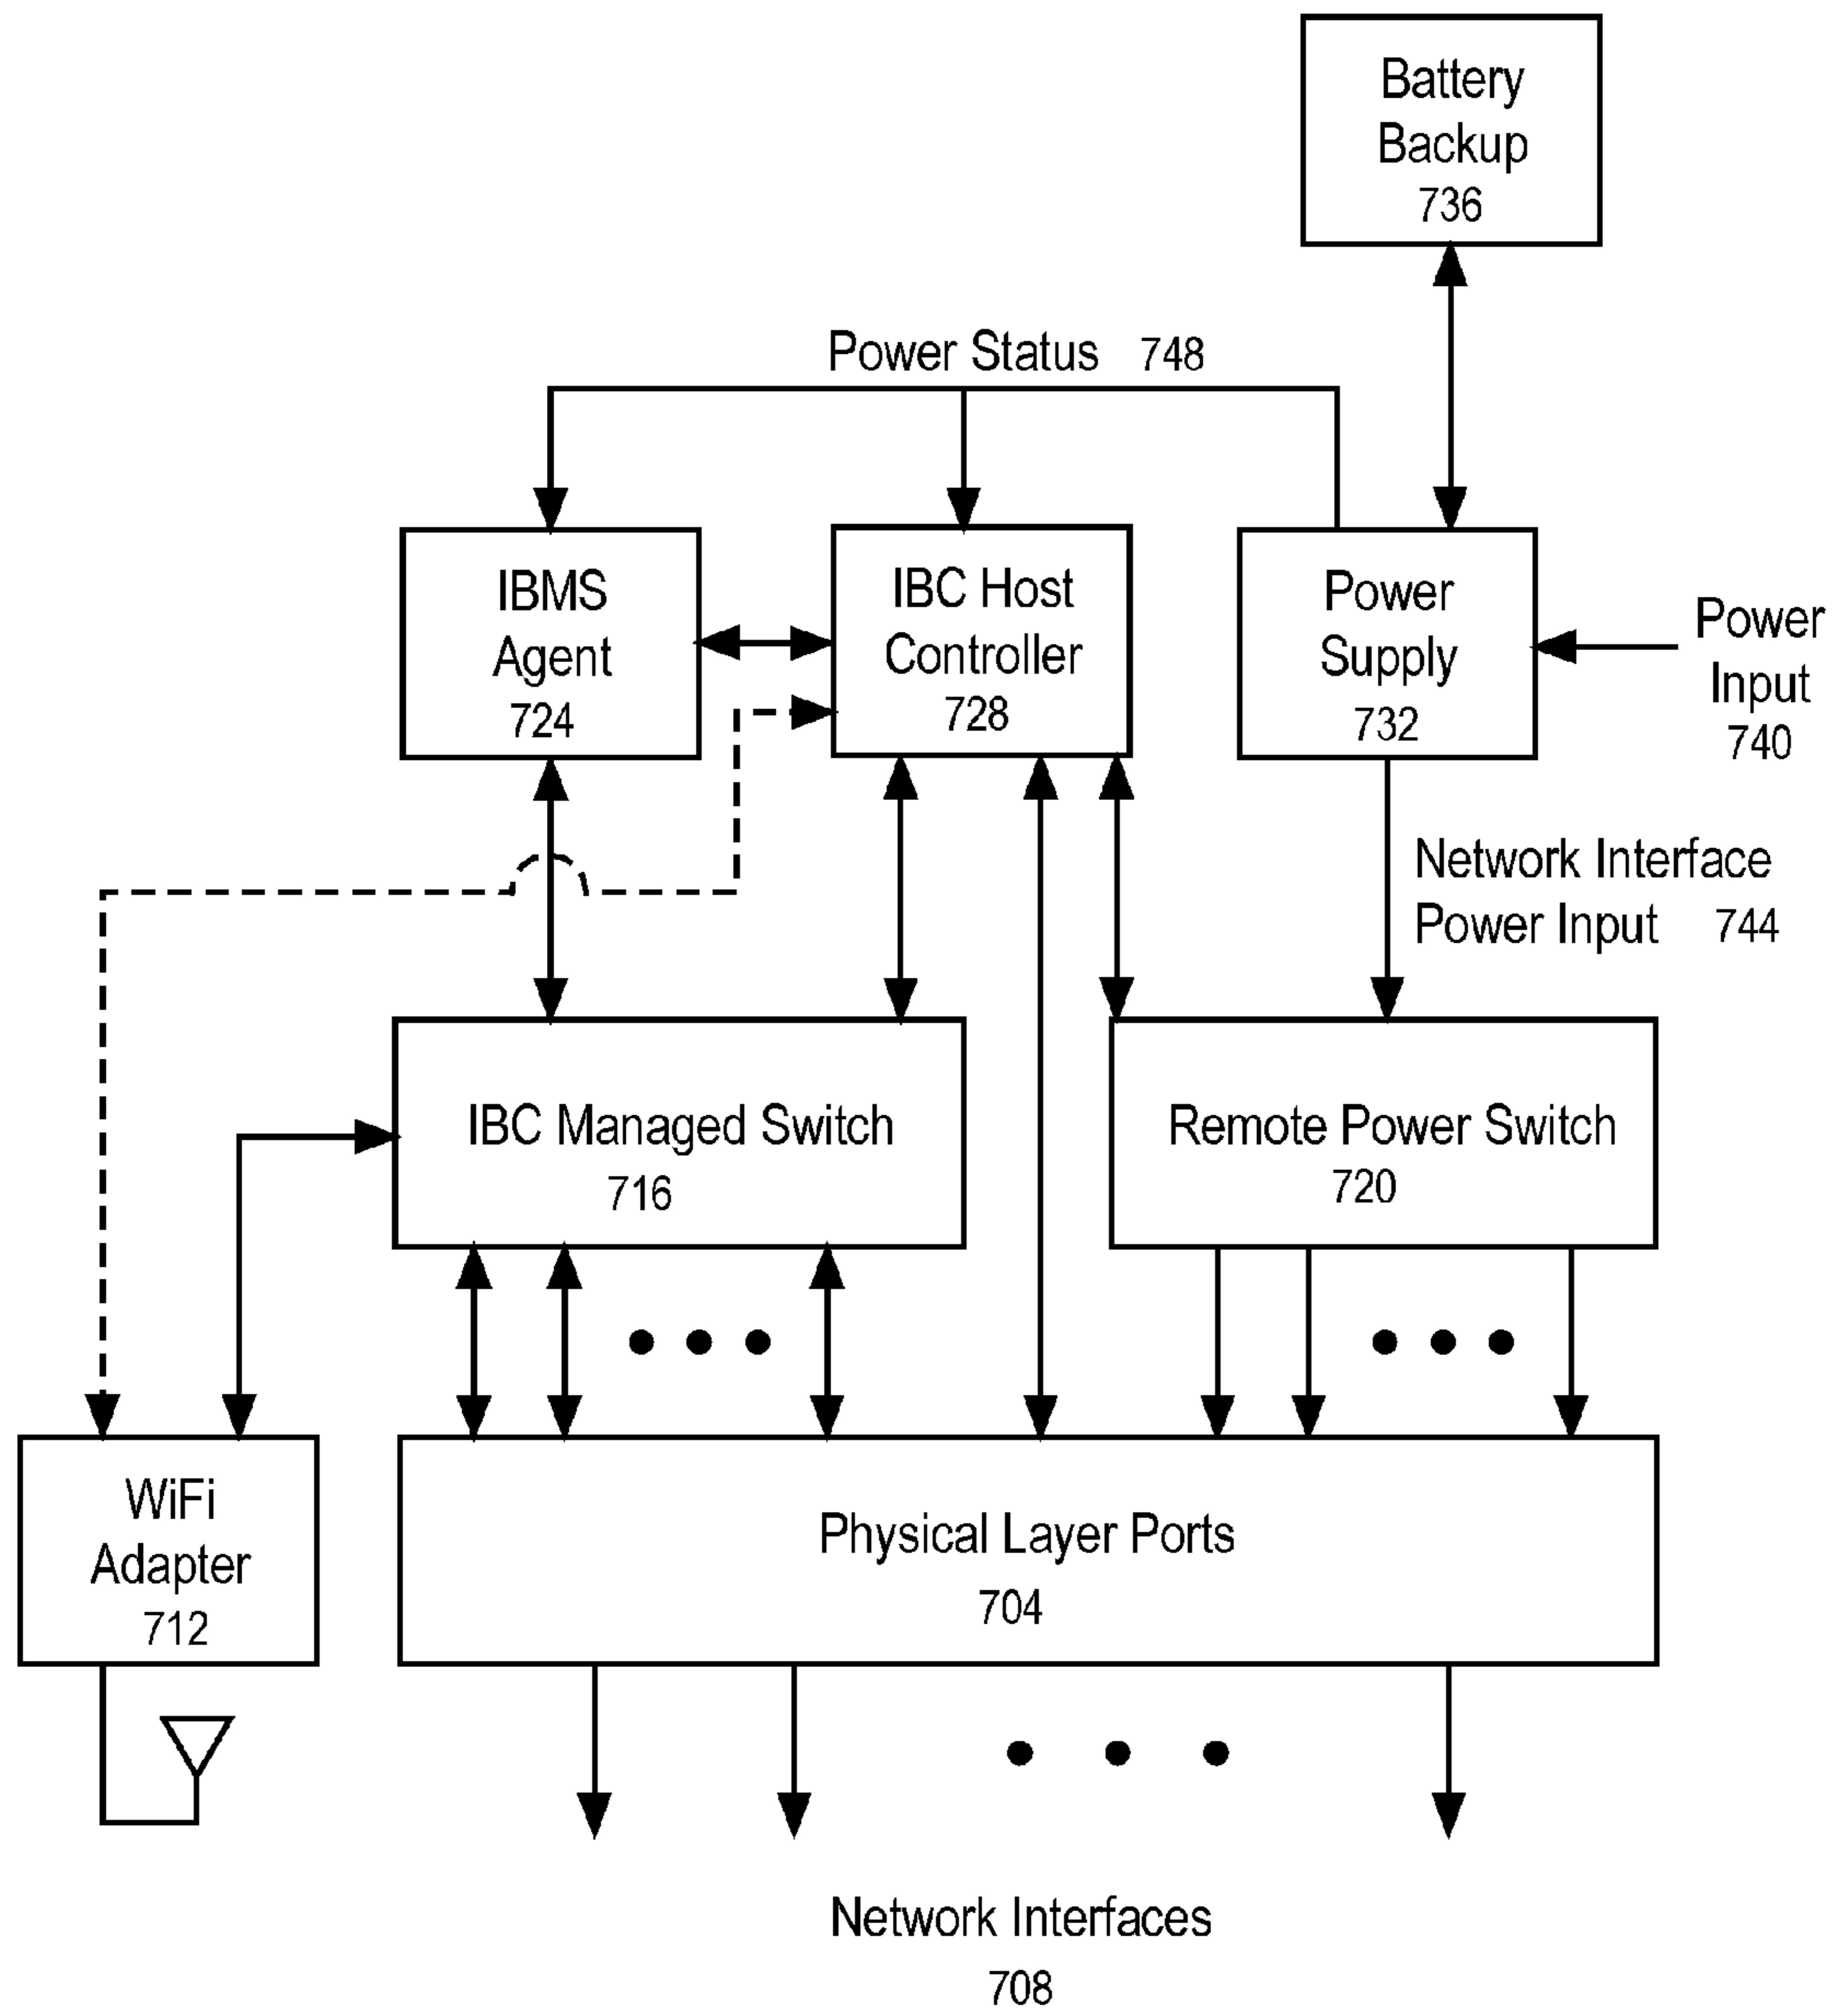 Battery
Backup
736
Power Status 748
IBMS
Agent
724
IBC Host
Controller
728
Power
Supply
732
Power
Input
740
Network Interface
Power Input 744
IBC Managed Switch
716
Remote Power Switch
720
WiFi
Adapter
712
Physical Layer Ports
704
Network Interfaces
708